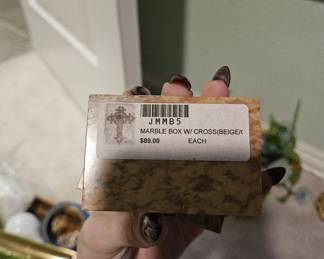 JMMB5
MARBLE BOX W/ CROSS(BEIGE/(
$89.00 EACH